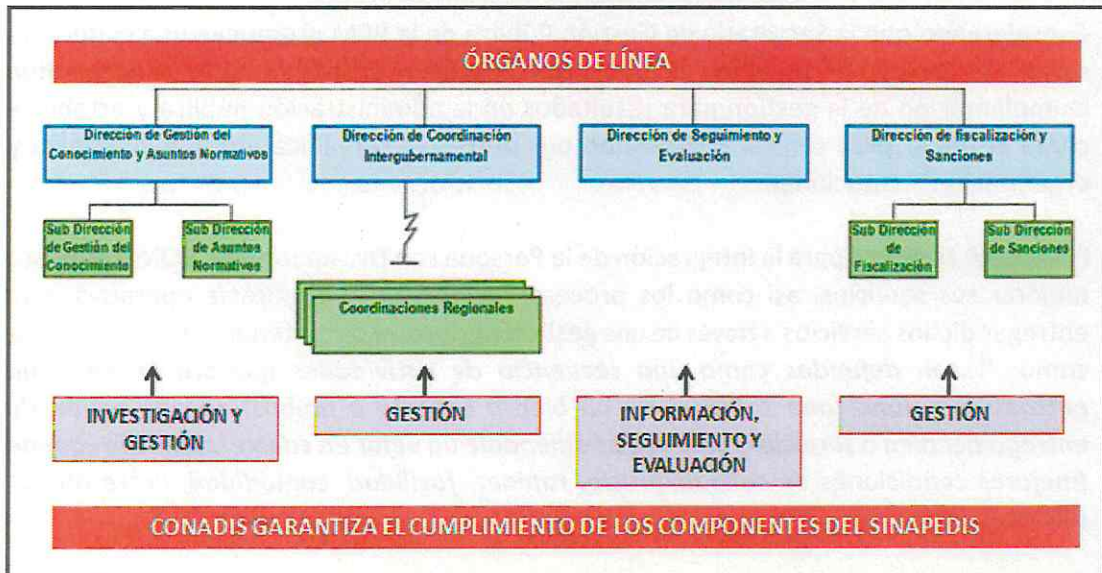 ÓRGANOS DE LÍNEA
Dirección de Gestión del
Conocimiento y Asuntos Normativos
Dirección de Coordinación
Intergubernamental
Dirección de Seguimiento y
Evaluación
Dirección de fiscalización y
Sanciones
Sub Dirección
de Gestión del
Conocimiento
Sub Dirección
de Asuntos
Normativos
Sub Dirección
de
Fiscalización
Sub Dirección
de Sanciones
Coordinaciones Regionales
INVESTIGACIÓN Y
GESTIÓN
GESTIÓN
INFORMACIÓN,
SEGUIMIENTO Y
EVALUACIÓN
GESTIÓN
CONADIS GARANTIZA EL CUMPLIMIENTO DE LOS COMPONENTES DEL SINAPEDIS